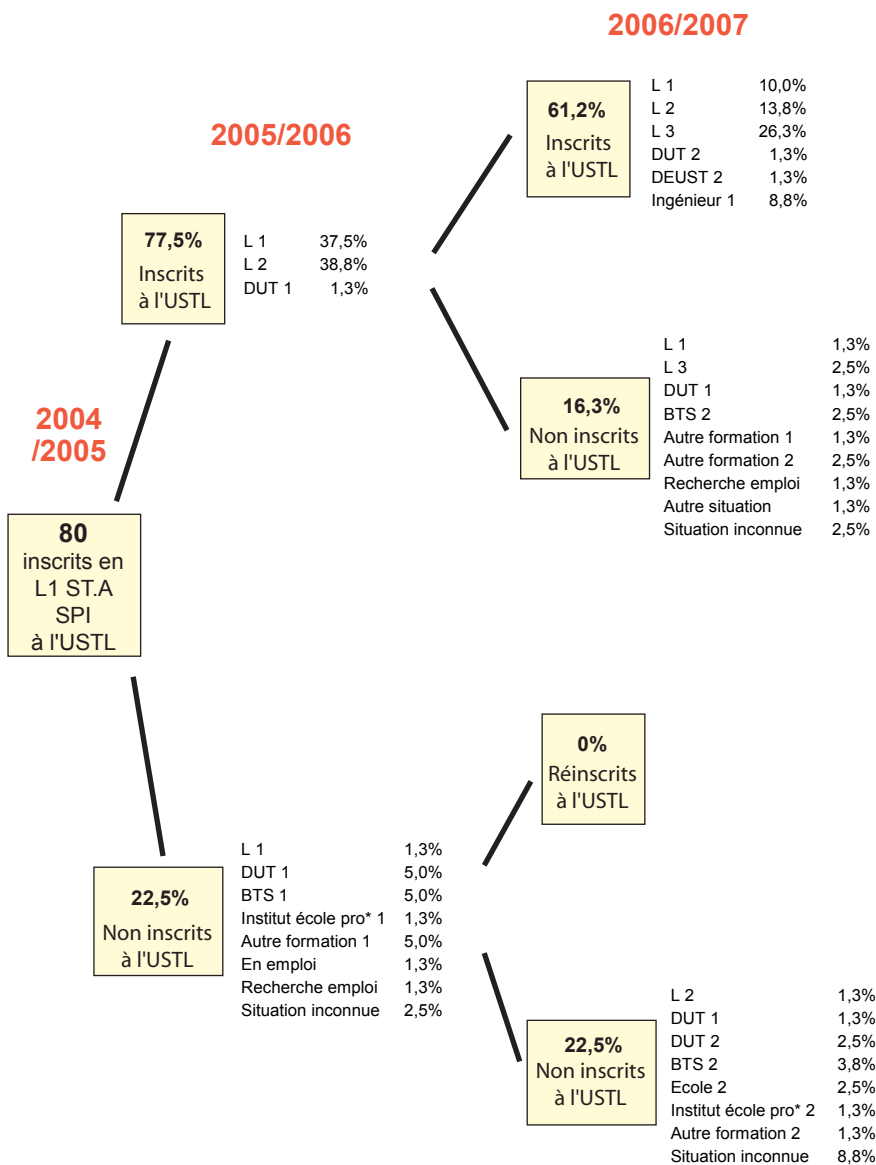 2006/2007
61,2%
Inscrits
à l'USTL
L 1 10,0%
L 2 13,8%
L 3 26,3%
DUT 2 1,3%
DEUST 2 1,3%
Ingénieur 1 8,8%
2005/2006
77,5%
Inscrits
à l'USTL
L 1 37,5%
L 2 38,8%
DUT 1 1,3%
16,3%
Non inscrits
à l'USTL
L 1 1,3%
L 3 2,5%
DUT 1 1,3%
BTS 2 2,5%
Autre formation 1 1,3%
Autre formation 2 2,5%
Recherche emploi 1,3%
Autre situation 1,3%
Situation inconnue 2,5%
2004
/2005
80
inscrits en
L1 ST.A
SPI
à l'USTL
0%
Réinscrits
à l'USTL
22,5%
Non inscrits
à l'USTL
L 1 1,3%
DUT 1 5,0%
BTS 1 5,0%
Institut école pro* 1 1,3%
Autre formation 1 5,0%
En emploi 1,3%
Recherche emploi 1,3%
Situation inconnue 2,5%
22,5%
Non inscrits
à l'USTL
L 2 1,3%
DUT 1 1,3%
DUT 2 2,5%
BTS 2 3,8%
Ecole 2 2,5%
Institut école pro* 2 1,3%
Autre formation 2 1,3%
Situation inconnue 8,8%